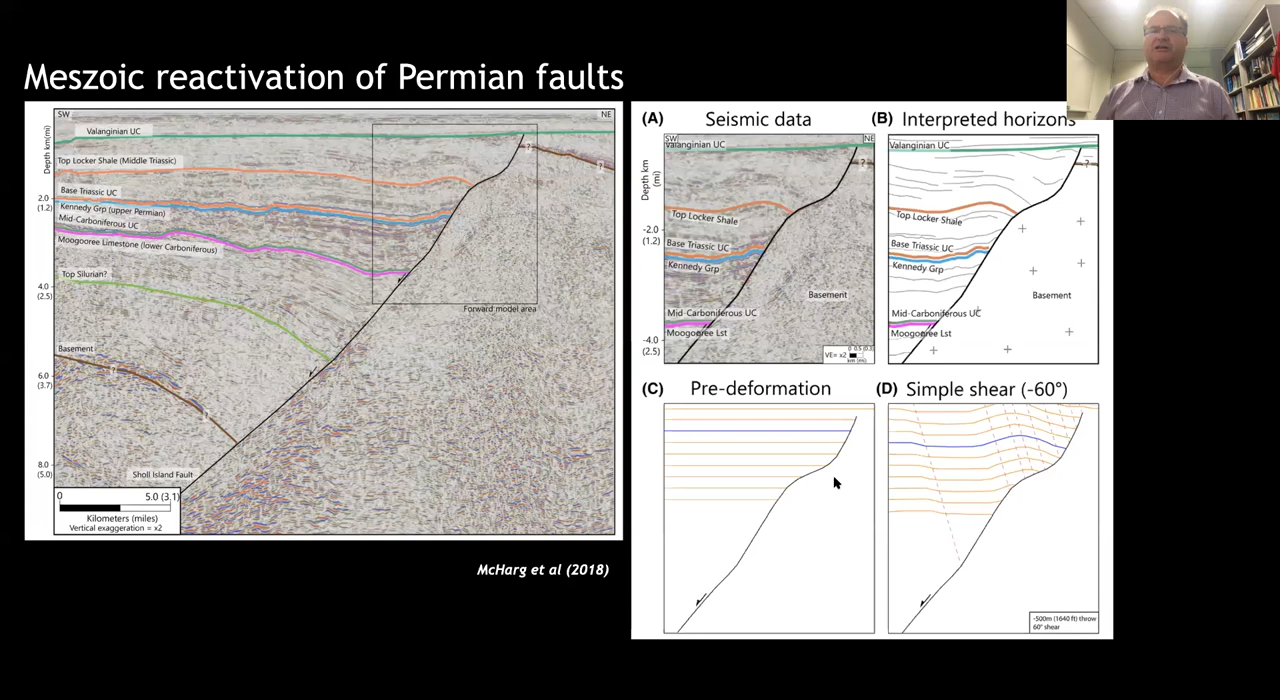 Meszoic reactivation of Permian faults
SW
NE
Depth km(mi)
Valanginian UC
?
?
Top Locker Shale (Middle Triassic)
Base Triassic UC
2.0
(1.2)
Kennedy Grp (upper Permian)
Mid-Carboniferous UC
Moogooree Limestone (lower Carboniferous)
Top Silurian?
4.0
(2.5)
Forward model area
Basement
?
6.0
(3.7)
?
8.0
(5.0)
Sholl Island Fault
0
5.0 (3.1)
Kilometers (miles)
Vertical exaggeration = x2
McHarg et al (2018)
(A) Seismic data
SW
NE
Valanginian UC
?
Depth km
(mi)
Top Locker Shale
-2.0
(1.2)
Base Triassic UC
Kennedy Grp
Basement
Mid-Carboniferous UC
Moogooree Lst
-4.0
(2.5)
VE= x2
km (mi)
(B) Interpreted horizons
Valanginian UC
?
Top Locker Shale
Base Triassic UC
Kennedy Grp
Basement
Mid-Carboniferous UC
Moogooree Lst
(C) Pre-deformation
(D) Simple shear (-60°)
-500m (1640 ft) throw
60° shear